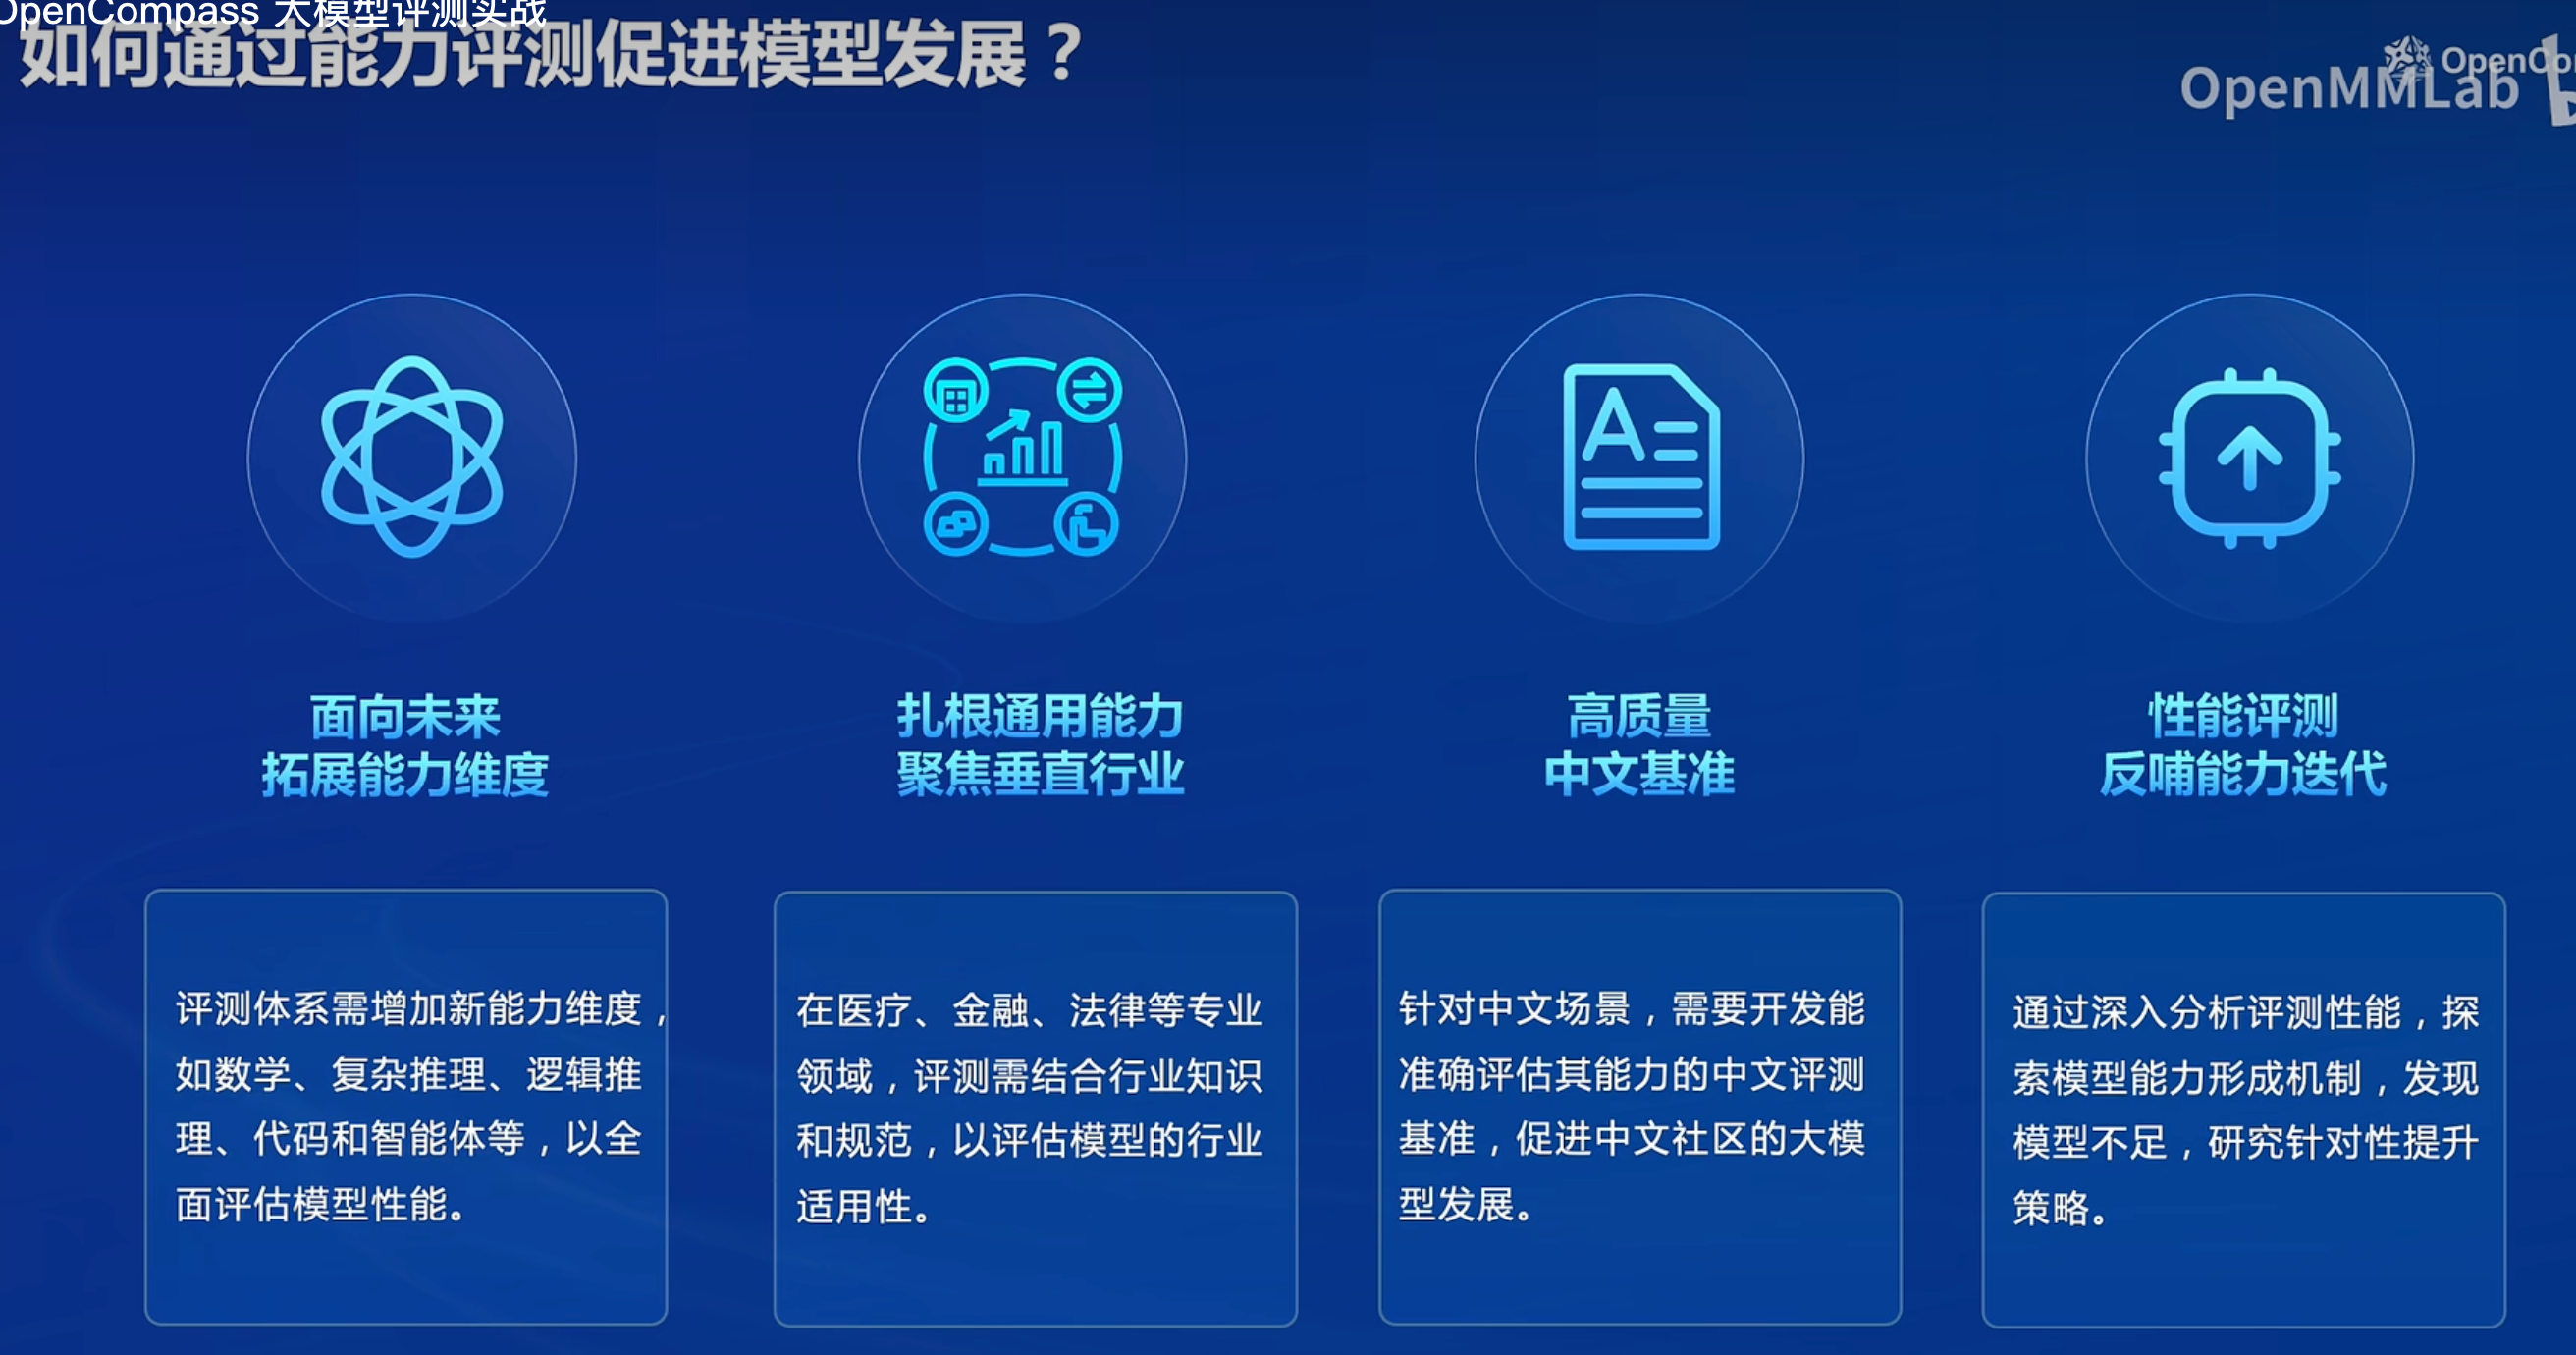 OpenCompass 大模型评测实战
如何通过能力评测促进模型发展？
OpenMMLab
面向未来
拓展能力维度
评测体系需增加新能力维度，
如数学、复杂推理、逻辑推
理、代码和智能体等，以全
面评估模型性能。
扎根通用能力
聚焦垂直行业
在医疗、金融、法律等专业
领域，评测需结合行业知识
和规范，以评估模型的行业
适用性。
高质量
中文基准
针对中文场景，需要开发能
准确评估其能力的中文评测
基准，促进中文社区的大模
型发展。
性能评测
反哺能力迭代
通过深入分析评测性能，探
索模型能力形成机制，发现
模型不足，研究针对性提升
策略。